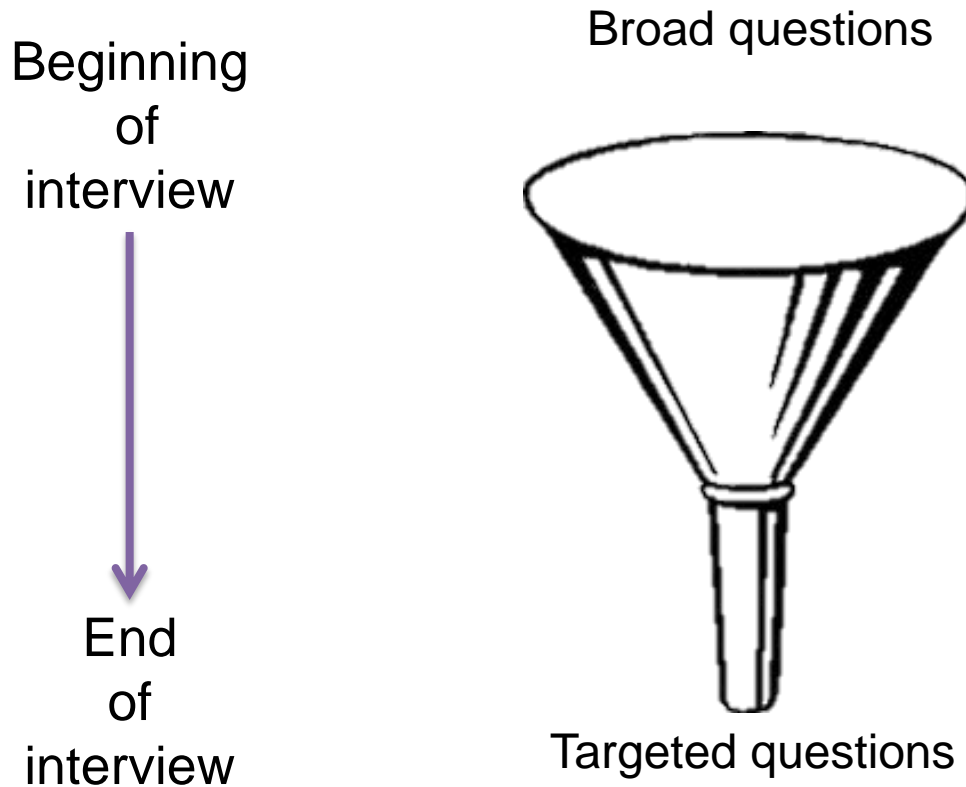 Broad questions
Beginning
of
interview
End
of
interview
Targeted questions